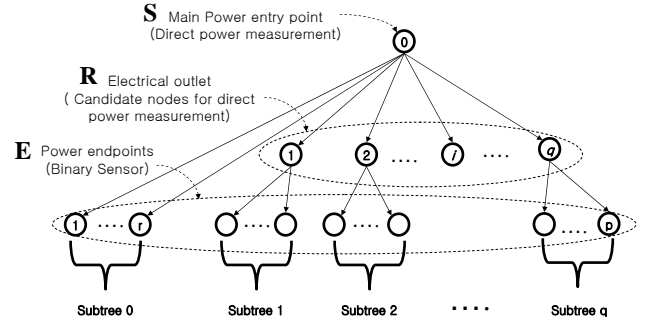 S Main Power entry point
(Direct power measurement)
0
R Electrical outlet
( Candidate nodes for direct
power measurement)
E Power endpoints
(Binary Sensor)
1 2 .... i .... q
1 .... r .... .... .... p
Subtree 0 Subtree 1 Subtree 2 .... Subtree q